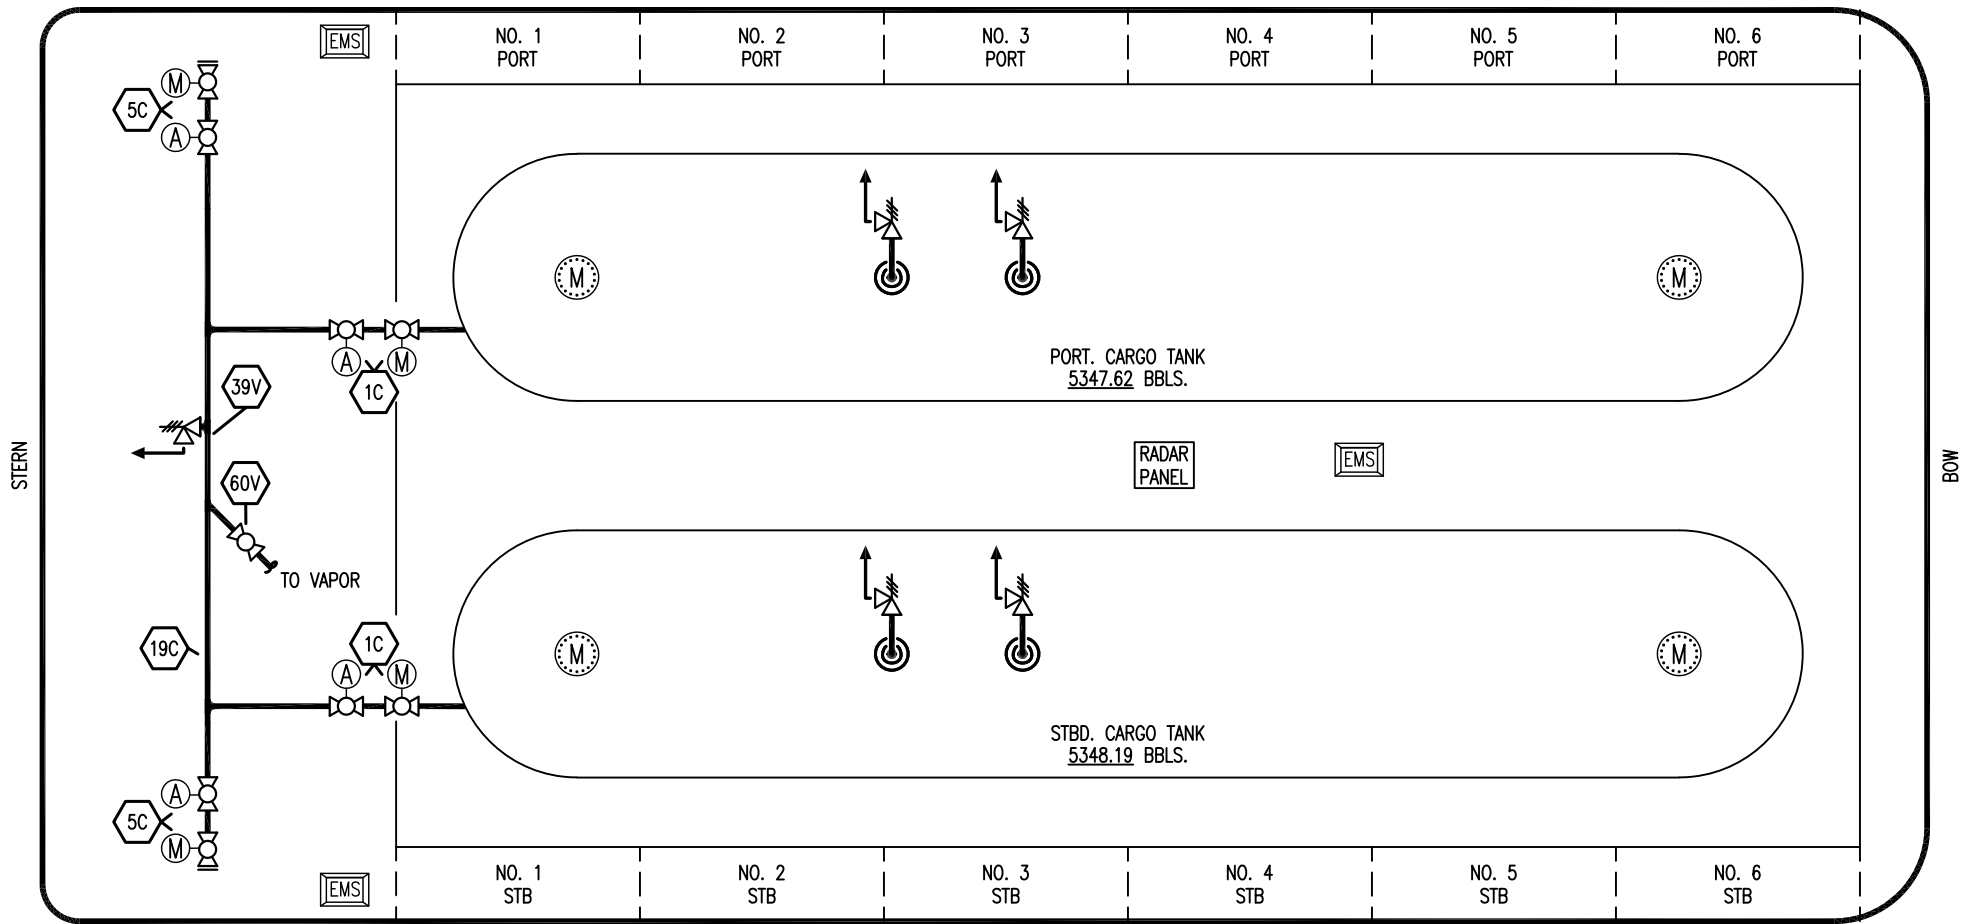 EMS
NO. 1
PORT
NO. 2
PORT
NO. 3
PORT
NO. 4
PORT
NO. 5
PORT
NO. 6
PORT
M
5C
A
M
M
A
M
1C
PORT. CARGO TANK
5347.62 BBLS.
39V
STERN
RADAR
PANEL
EMS
BOW
60V
TO VAPOR
19C
1C
A
M
M
M
STBD. CARGO TANK
5348.19 BBLS.
A
5C
M
EMS
NO. 1
STB
NO. 2
STB
NO. 3
STB
NO. 4
STB
NO. 5
STB
NO. 6
STB